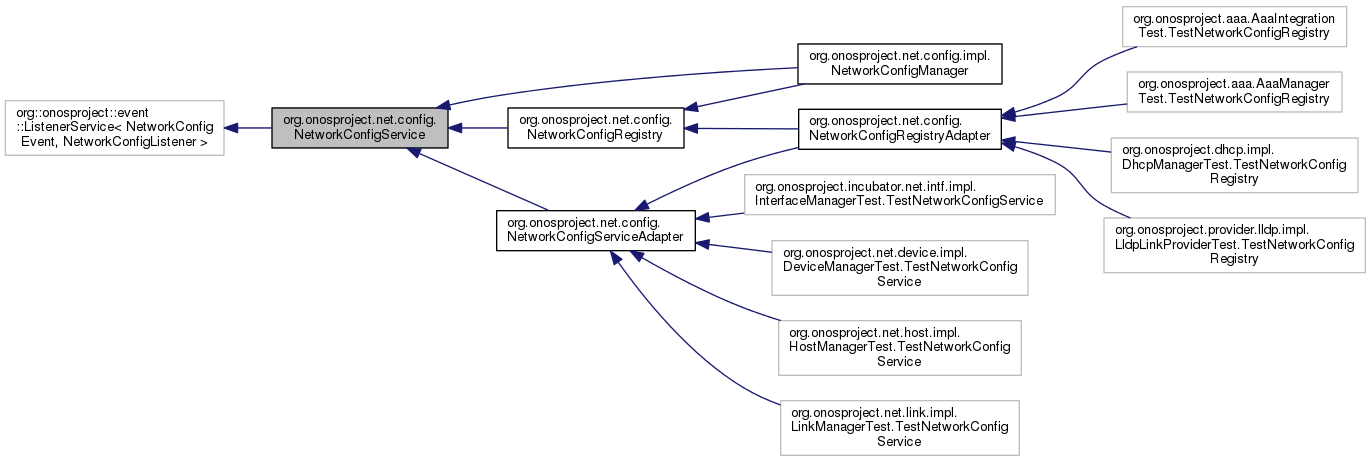 org::onosproject::event
::ListenerService< NetworkConfig
Event, NetworkConfigListener >
org.onosproject.net.config.
NetworkConfigService
org.onosproject.net.config.impl.
NetworkConfigManager
org.onosproject.net.config.
NetworkConfigRegistry
org.onosproject.net.config.
NetworkConfigServiceAdapter
org.onosproject.net.config.
NetworkConfigRegistryAdapter
org.onosproject.incubator.net.intf.impl.
InterfaceManagerTest.TestNetworkConfigService
org.onosproject.net.device.impl.
DeviceManagerTest.TestNetworkConfig
Service
org.onosproject.net.host.impl.
HostManagerTest.TestNetworkConfig
Service
org.onosproject.net.link.impl.
LinkManagerTest.TestNetworkConfig
Service
org.onosproject.aaa.AaaIntegration
Test.TestNetworkConfigRegistry
org.onosproject.aaa.AaaManager
Test.TestNetworkConfigRegistry
org.onosproject.dhcp.impl.
DhcpManagerTest.TestNetworkConfig
Registry
org.onosproject.provider.lldp.impl.
LldpLinkProviderTest.TestNetworkConfig
Registry